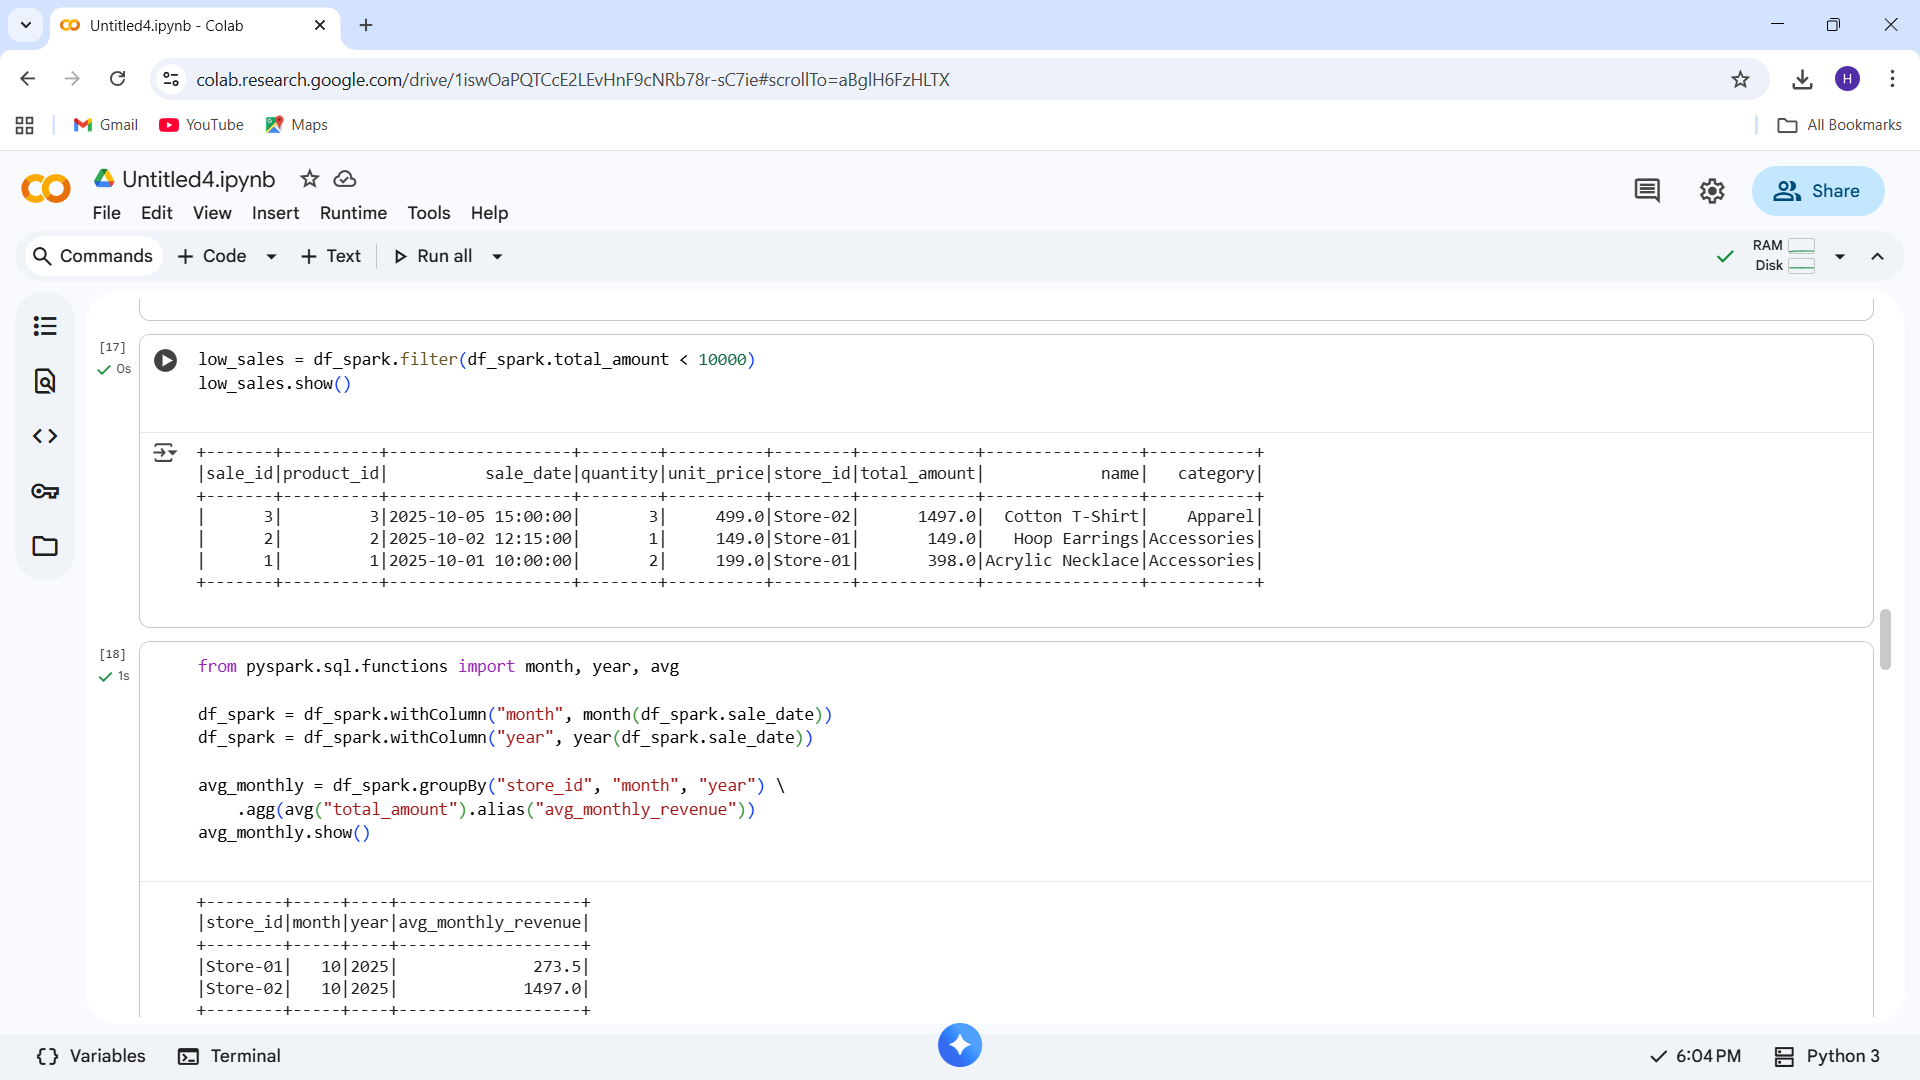 Untitled4.ipynb - Colab
colab.research.google.com/drive/1iswOaPQTCcE2LEvHnF9cNRb78r-sC7ie#scrollTo=aBglH6FzHLTX
H
Gmail YouTube Maps All Bookmarks
Untitled4.ipynb
File Edit View Insert Runtime Tools Help
Share
Commands + Code + Text Run all
RAM
Disk
[17]
0s
low_sales = df_spark.filter(df_spark.total_amount < 10000)
low_sales.show()
+-------+----------+-------------------+--------+----------+--------+------------+----------------+-----------+
|sale_id|product_id|          sale_date|quantity|unit_price|store_id|total_amount|            name|   category|
+-------+----------+-------------------+--------+----------+--------+------------+----------------+-----------+
|      3|         3|2025-10-05 15:00:00|       3|     499.0|Store-02|      1497.0|  Cotton T-Shirt|    Apparel|
|      2|         2|2025-10-02 12:15:00|       1|     149.0|Store-01|       149.0|   Hoop Earrings|Accessories|
|      1|         1|2025-10-01 10:00:00|       2|     199.0|Store-01|       398.0|Acrylic Necklace|Accessories|
+-------+----------+-------------------+--------+----------+--------+------------+----------------+-----------+
[18]
1s
from pyspark.sql.functions import month, year, avg
df_spark = df_spark.withColumn("month", month(df_spark.sale_date))
df_spark = df_spark.withColumn("year", year(df_spark.sale_date))
avg_monthly = df_spark.groupBy("store_id", "month", "year") \
    .agg(avg("total_amount").alias("avg_monthly_revenue"))
avg_monthly.show()
+--------+-----+----+-------------------+
|store_id|month|year|avg_monthly_revenue|
+--------+-----+----+-------------------+
|Store-01|   10|2025|              273.5|
|Store-02|   10|2025|             1497.0|
+--------+-----+----+-------------------+
Variables Terminal 6:04 PM Python 3